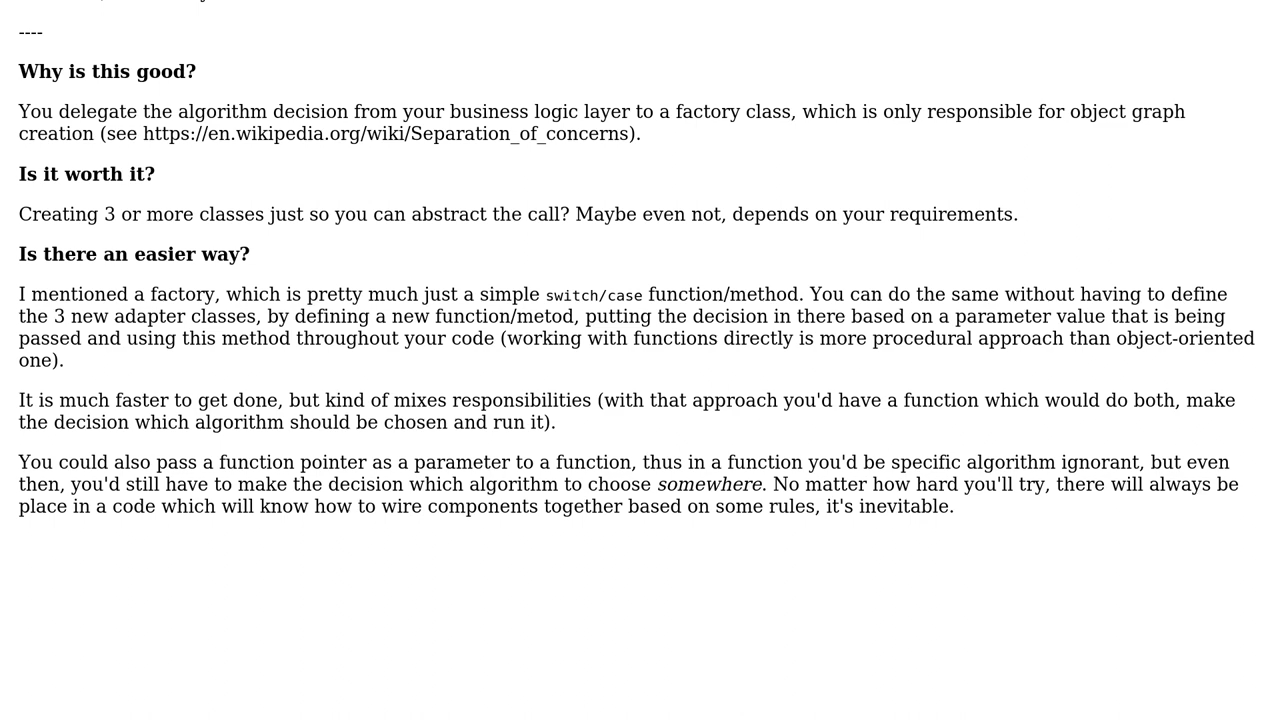 ----
Why is this good?
You delegate the algorithm decision from your business logic layer to a factory class, which is only responsible for object graph
creation (see https://en.wikipedia.org/wiki/Separation_of_concerns).
Is it worth it?
Creating 3 or more classes just so you can abstract the call? Maybe even not, depends on your requirements.
Is there an easier way?
I mentioned a factory, which is pretty much just a simple switch/case function/method. You can do the same without having to define
the 3 new adapter classes, by defining a new function/metod, putting the decision in there based on a parameter value that is being
passed and using this method throughout your code (working with functions directly is more procedural approach than object-oriented
one).
It is much faster to get done, but kind of mixes responsibilities (with that approach you'd have a function which would do both, make
the decision which algorithm should be chosen and run it).
You could also pass a function pointer as a parameter to a function, thus in a function you'd be specific algorithm ignorant, but even
then, you'd still have to make the decision which algorithm to choose somewhere. No matter how hard you'll try, there will always be
place in a code which will know how to wire components together based on some rules, it's inevitable.